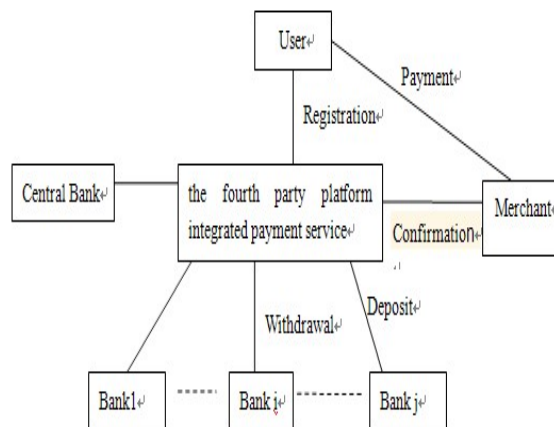 User
Payment
Registration
Central Bank
the fourth party platform
integrated payment service
Merchant
Confirmation
Deposit
Withdrawal
Bank1
Bank i
Bank j